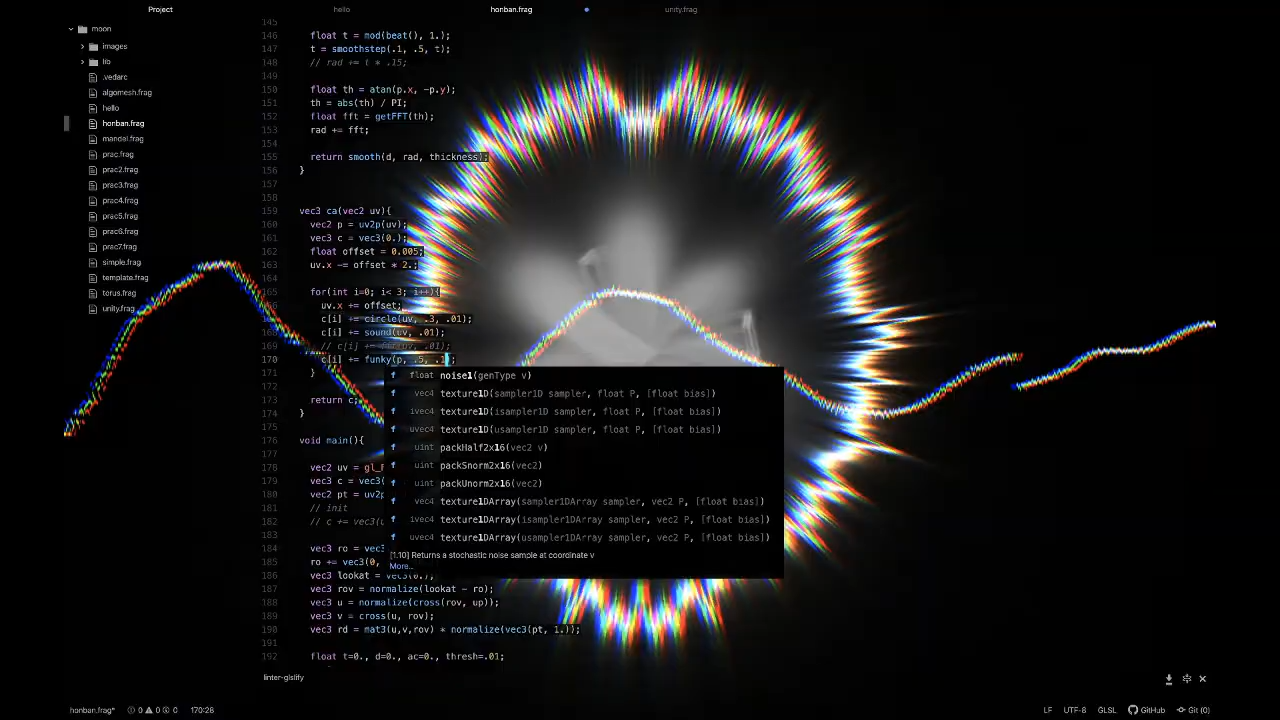 Project
hello
honban.frag
unity.frag
moon
images
lib
.vedarc
algomesh.frag
hello
honban.frag
mandel.frag
prac.frag
prac2.frag
prac3.frag
prac4.frag
prac5.frag
prac6.frag
prac7.frag
simple.frag
template.frag
torus.frag
unity.frag
145
146 float t = mod(beat(), 1.);
147 t = smoothstep(.1, .5, t);
148 // rad += t * .15;
149
150 float th = atan(p.x, -p.y);
151 th = abs(th) / PI;
152 float fft = getFFT(th);
153 rad += fft;
154
155 return smooth(d, rad, thickness);
156 }
157
158
159 vec3 ca(vec2 uv){
160 vec2 p = uv2p(uv);
161 vec3 c = vec3(0.);
162 float offset = 0.005;
163 uv.x -= offset * 2.;
164
165 for(int i=0; i< 3; i++){
166 uv.x += offset;
c[i] += circle(uv, .3, .01);
168 c[i] += sound(uv, .01);
169 // c[i] += fft(uv, .01);
170 c[i] += funky(p, .5, .1);
171 }
172
173 return c;
174 }
175
176 void main(){
177
178 vec2 uv = gl_F
179 vec3 c = vec3(
180 vec2 pt = uv2p
181 // init
182 // c += vec3(u
183
184 vec3 ro = vec3
185 ro += vec3(0,
186 vec3 lookat = vec3(0.);
187 vec3 rov = normalize(lookat - ro);
188 vec3 u = normalize(cross(rov, up));
189 vec3 v = cross(u, rov);
190 vec3 rd = mat3(u,v,rov) * normalize(vec3(pt, 1.));
191
192 float t=0., d=0., ac=0., thresh=.01;
f float noise1(genType v)
f vec4 texture1D(sampler1D sampler, float P, [float bias])
f ivec4 texture1D(isampler1D sampler, float P, [float bias])
f uvec4 texture1D(usampler1D sampler, float P, [float bias])
f uint packHalf2x16(vec2 v)
f uint packSnorm2x16(vec2)
f uint packUnorm2x16(vec2)
f vec4 texture1DArray(sampler1DArray sampler, vec2 P, [float bias])
f ivec4 texture1DArray(isampler1DArray sampler, vec2 P, [float bias])
f uvec4 texture1DArray(usampler1DArray sampler, vec2 P, [float bias])
[1.10] Returns a stochastic noise sample at coordinate v
More..
linter-glslify
honban.frag* 0 0 0 170:28
LF UTF-8 GLSL GitHub Git (0)